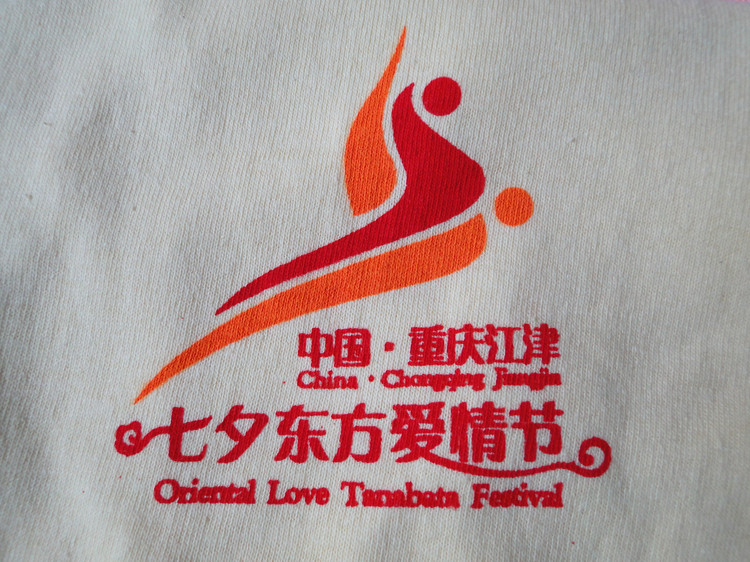 中国·重庆江津
China·Chongqing Jiangjin
七夕东方爱情节
Oriental Love Tanabata Festival